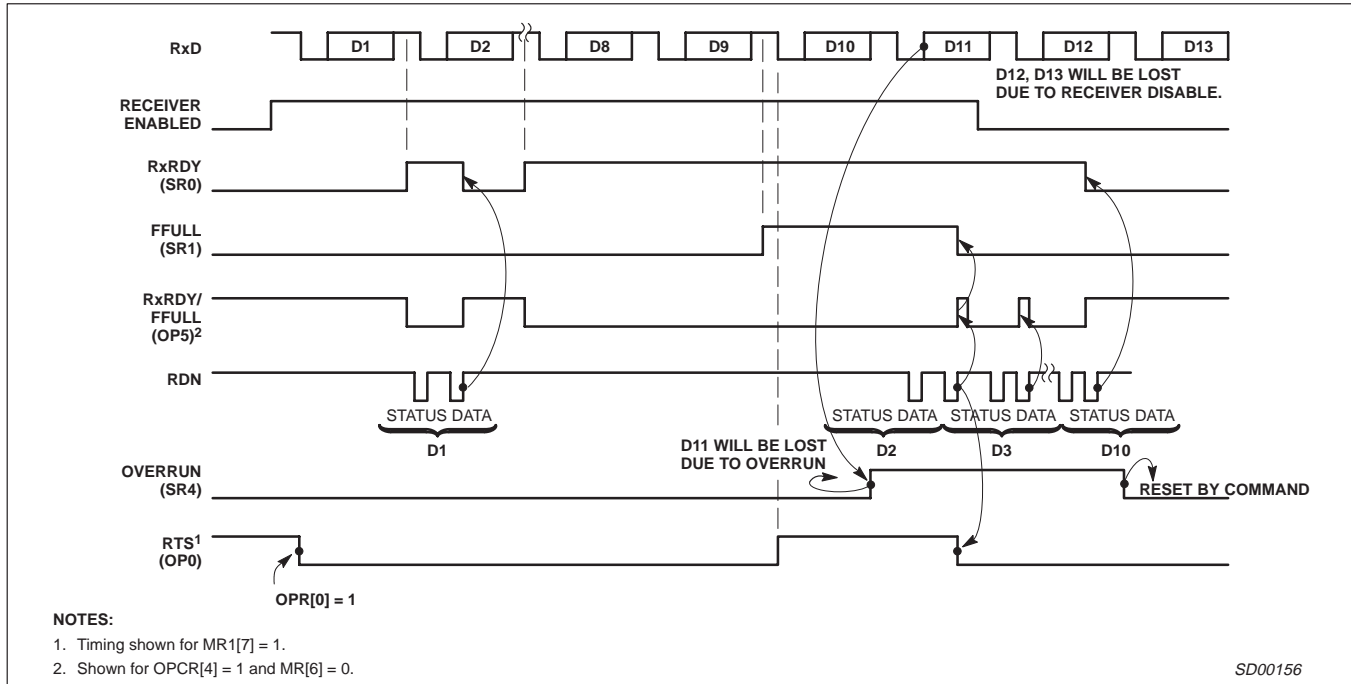 RxD
D1
D2
D8
D9
D10
D11
D12
D13
D12, D13 WILL BE LOST
DUE TO RECEIVER DISABLE.
RECEIVER
ENABLED
RxRDY
(SR0)
FFULL
(SR1)
RxRDY/
FFULL
(OP5)2
RDN
STATUS DATA
D1
STATUS DATA
D2
STATUS DATA
D3
STATUS DATA
D10
D11 WILL BE LOST
DUE TO OVERRUN
OVERRUN
(SR4)
RESET BY COMMAND
RTS1
(OP0)
OPR[0] = 1
NOTES:
1. Timing shown for MR1[7] = 1.
2. Shown for OPCR[4] = 1 and MR[6] = 0.
SD00156